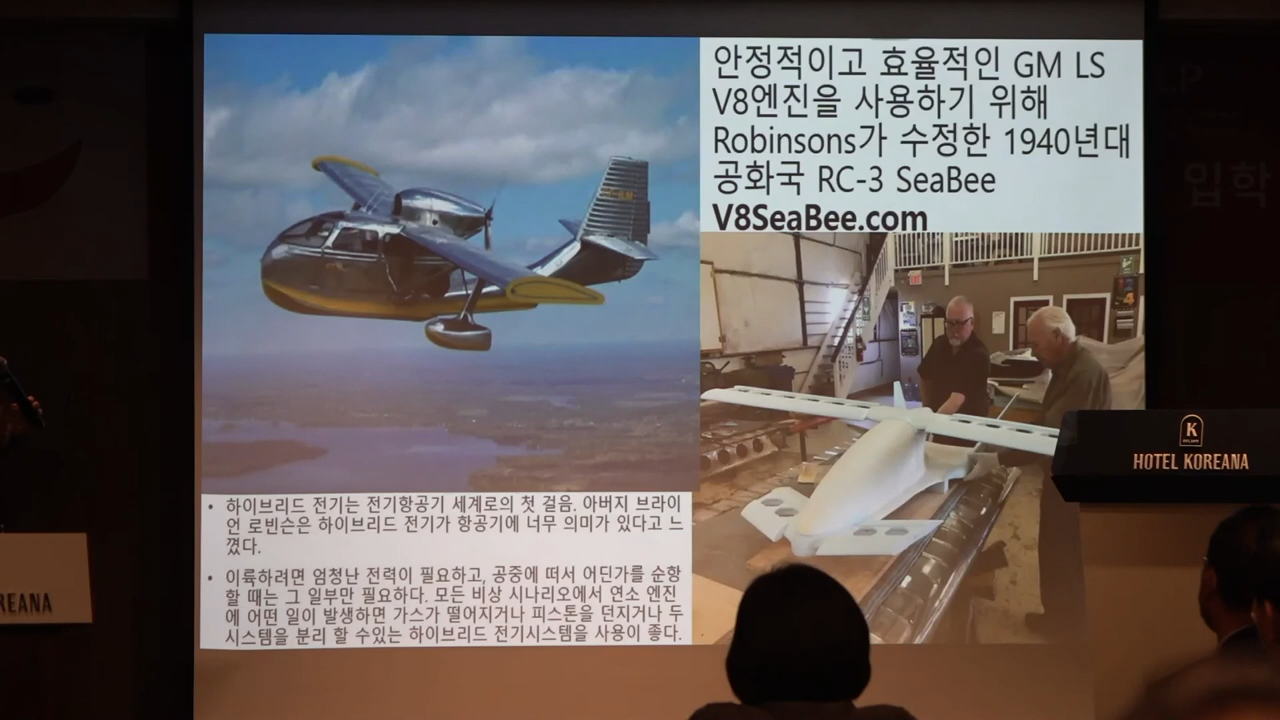 안정적이고 효율적인 GM LS
V8엔진을 사용하기 위해
Robinsons가 수정한 1940년대
공화국 RC-3 SeaBee
V8SeaBee.com
• 하이브리드 전기는 전기항공기 세계로의 첫 걸음. 아버지 브라이
언 로빈슨은 하이브리드 전기가 항공기에 너무 의미가 있다고 느
꼈다.
• 이륙하려면 엄청난 전력이 필요하고, 공중에 떠서 어딘가를 순항
할 때는 그 일부만 필요하다. 모든 비상 시나리오에서 연소 엔진
에 어떤 일이 발생하면 가스가 떨어지거나 피스톤을 던지거나 두
시스템을 분리 할 수있는 하이브리드 전기시스템을 사용이 좋다.
K
HOTEL KOREANA
REANA
입학
LP